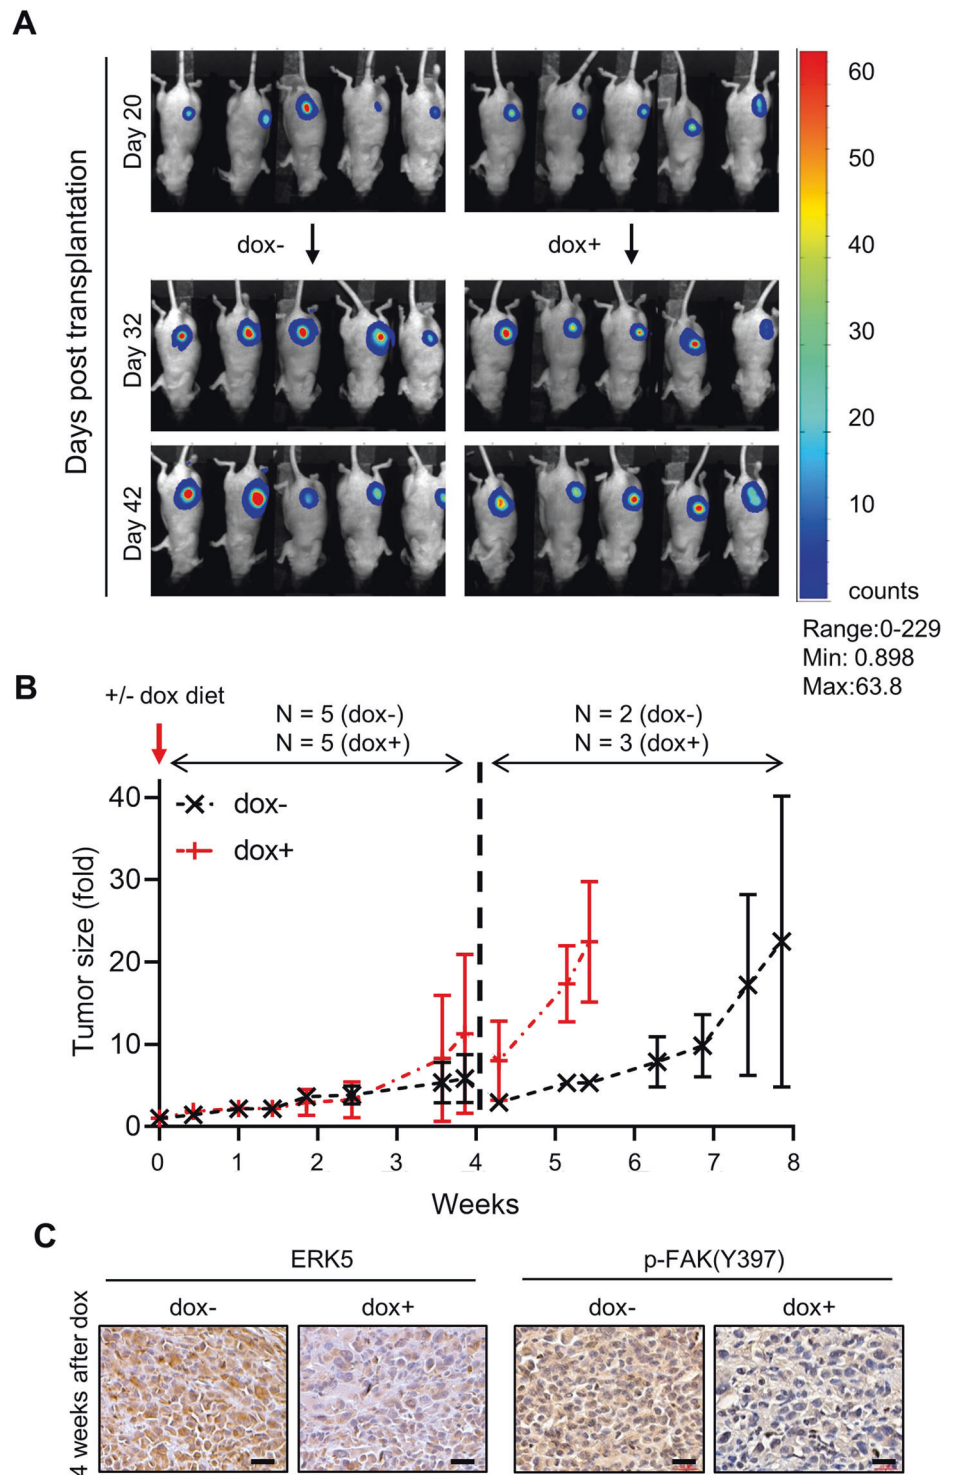 A
Days post transplantation
Day 20
dox-
dox+
Day 32
Day 42
60
50
40
30
20
10
counts
Range:0-229
Min: 0.898
Max:63.8
B
+/- dox diet
N = 5 (dox-)
N = 5 (dox+)
N = 2 (dox-)
N = 3 (dox+)
dox-
dox+
Tumor size (fold)
40
30
20
10
0
0 1 2 3 4 5 6 7 8
Weeks
C
ERK5
p-FAK(Y397)
dox-
dox+
dox-
dox+
4 weeks after dox